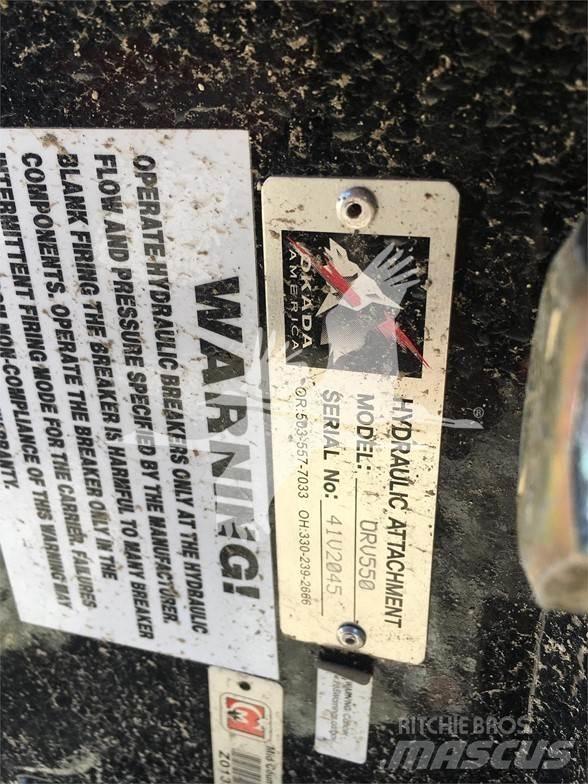 WARNING!
OPERATE HYDRAULIC BREAKERS ONLY AT THE HYDRAULIC
FLOW AND PRESSURE SPECIFIED BY THE MANUFACTURER.
BLANK FIRING THE BREAKER IS HARMFUL TO MANY BREAKER
COMPONENTS. OPERATE THE BREAKER ONLY IN THE
INTERMITTENT FIRING MODE FOR THE CARRIER. FAILURES
NON-COMPLIANCE OF THIS WARNING MAY
OKADA
AMERICA
HYDRAULIC ATTACHMENT
MODEL: ORV550
SERIAL No: 41V2045
OR:503-557-7033 OH:330-239-2666
®
M
RITCHIE BROS
MASCUS